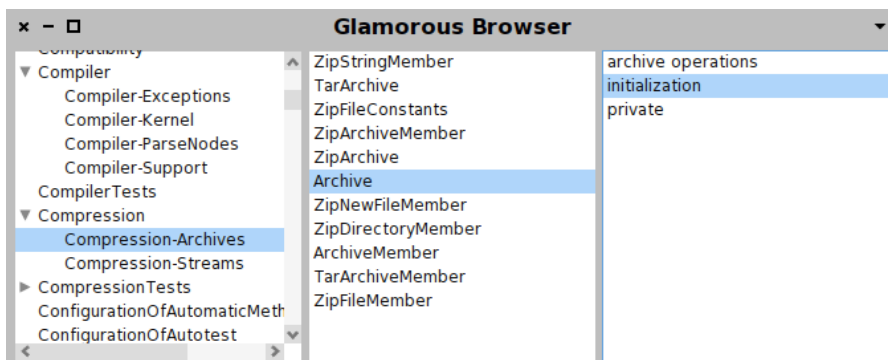 Glamorous Browser
Compatibility
Compiler
Compiler-Exceptions
Compiler-Kernel
Compiler-ParseNodes
Compiler-Support
CompilerTests
Compression
Compression-Archives
Compression-Streams
CompressionTests
ConfigurationOfAutomaticMeth
ConfigurationOfAutotest
ZipStringMember
TarArchive
ZipFileConstants
ZipArchiveMember
ZipArchive
Archive
ZipNewFileMember
ZipDirectoryMember
ArchiveMember
TarArchiveMember
ZipFileMember
archive operations
initialization
private